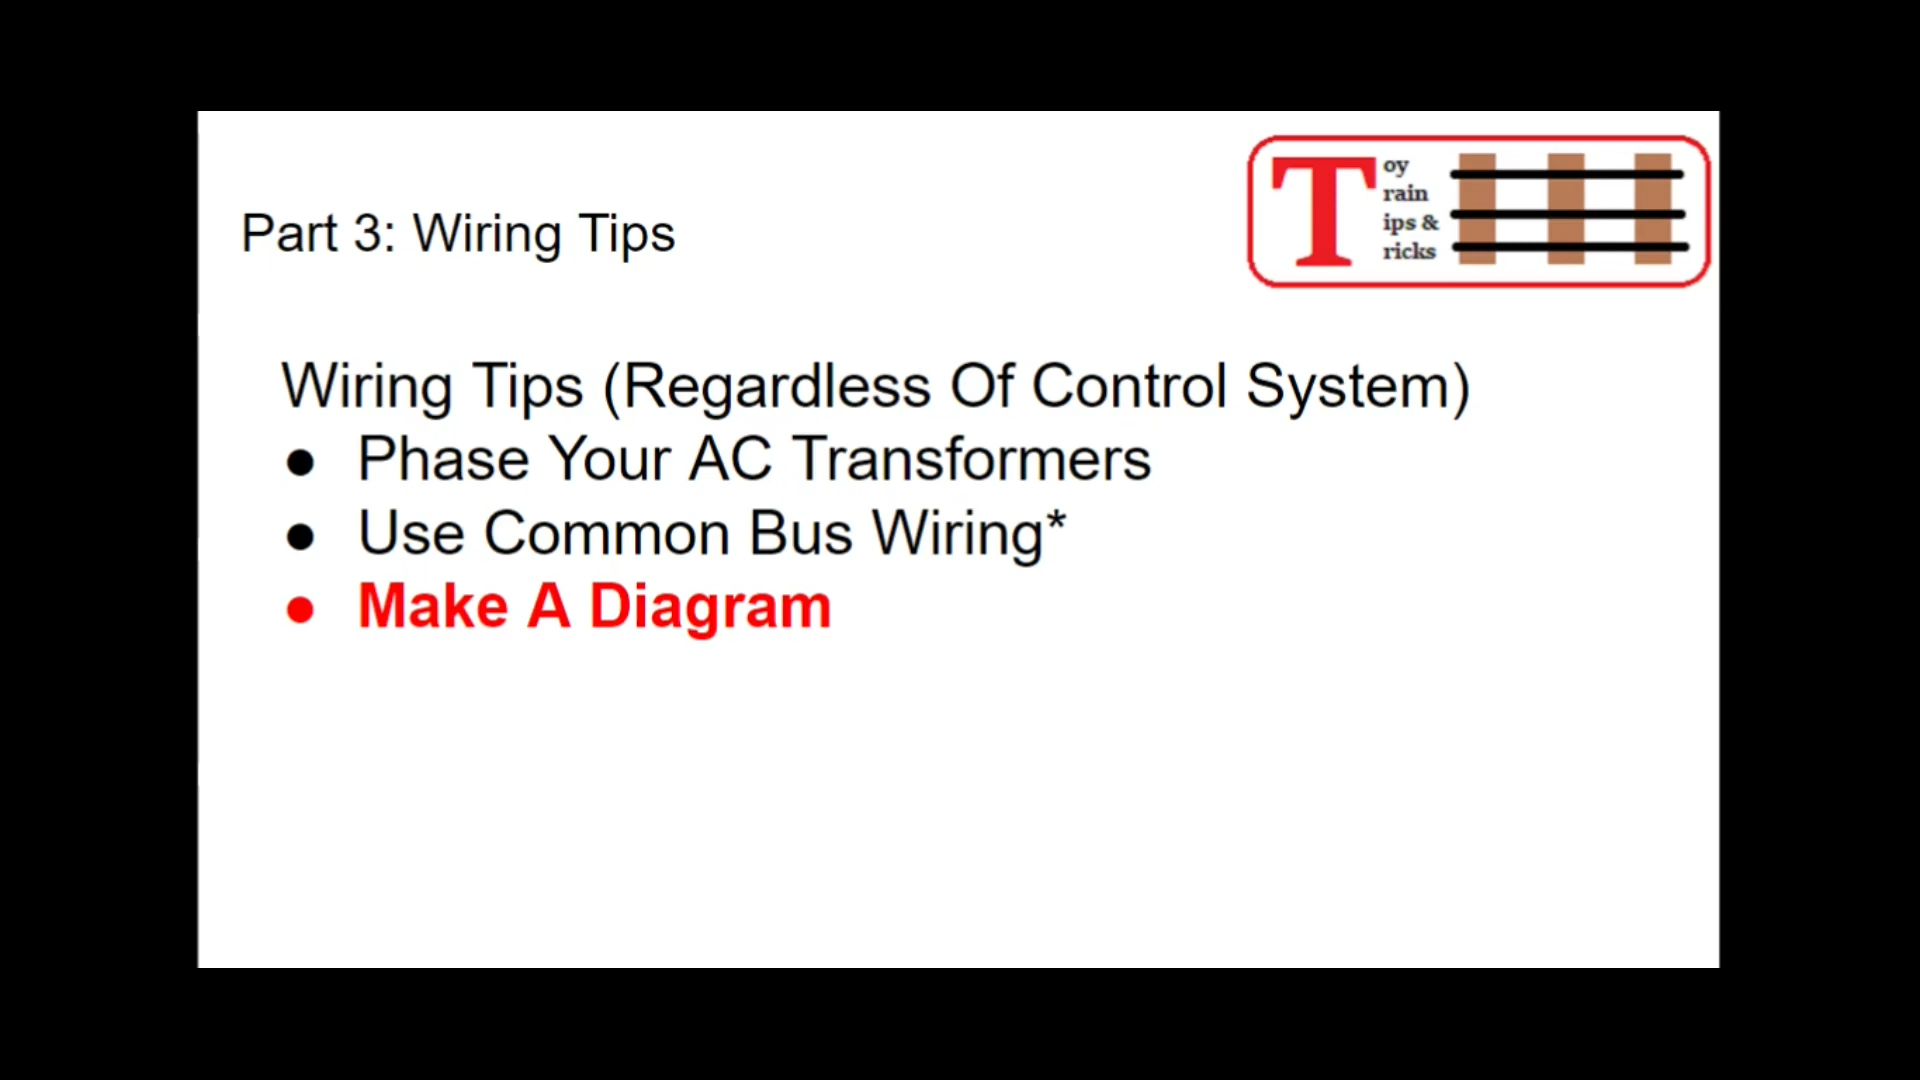 Part 3: Wiring Tips
Toy
rain
ips &
ricks
Wiring Tips (Regardless Of Control System)
● Phase Your AC Transformers
● Use Common Bus Wiring*
● Make A Diagram